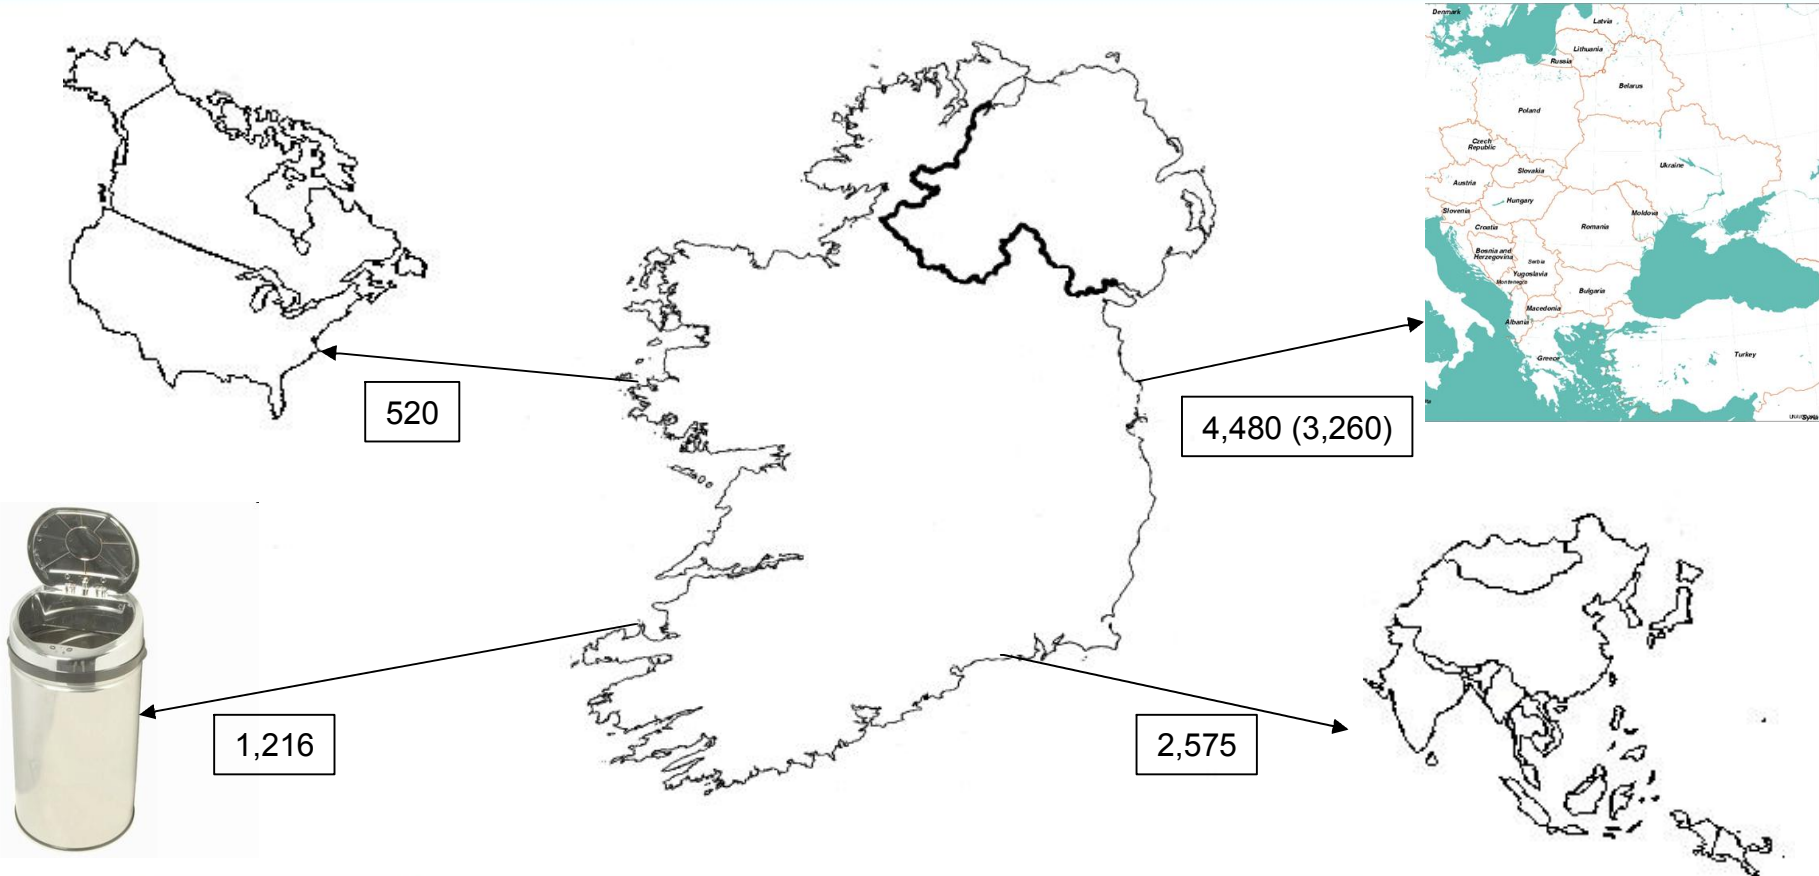 Denmark
Latvia
Lithuania
Russia
Belarus
Poland
Czech
Republic
Ukraine
Slovakia
Austria
Hungary
Slovenia
Moldova
Croatia
Romania
Bosnia and
Herzegovina
Serbia
Yugoslavia
Montenegro
Bulgaria
Macedonia
Albania
Greece
Turkey
520
4,480 (3,260)
1,216
2,575